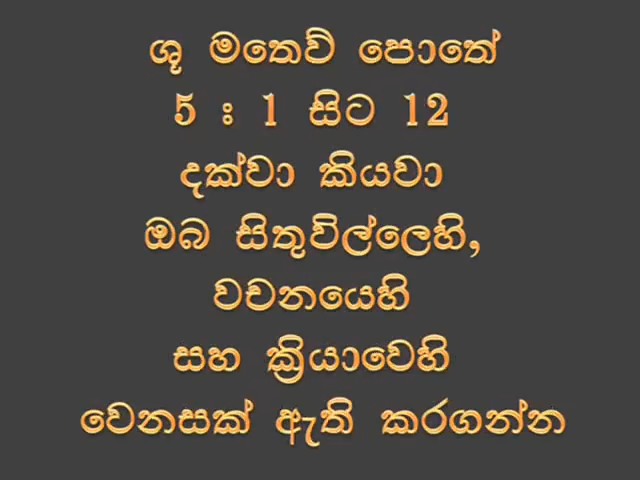 ශු මතෙව් පොතේ
5 : 1 සිට 12
දක්වා කියවා
ඔබ සිතුවිල්ලෙහි,
වචනයෙහි
සහ ක්‍රියාවෙහි
වෙනසක් ඇති කරගන්න